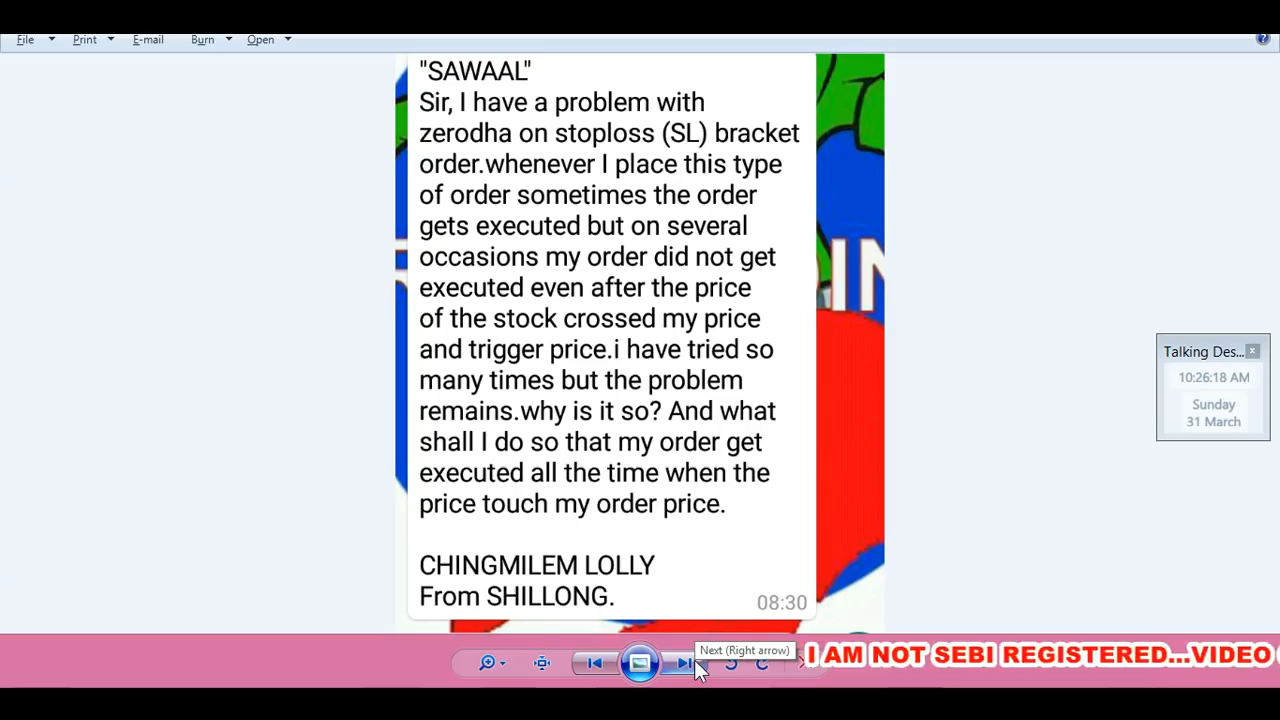 File Print E-mail Burn Open
"SAWAAL"
Sir, I have a problem with
zerodha on stoploss (SL) bracket
order.whenever I place this type
of order sometimes the order
gets executed but on several
occasions my order did not get
executed even after the price
of the stock crossed my price
and trigger price.i have tried so
many times but the problem
remains.why is it so? And what
shall I do so that my order get
executed all the time when the
price touch my order price.
CHINGMILEM LOLLY
From SHILLONG.
08:30
IN
Talking Des...
10:26:18 AM
Sunday
31 March
Next (Right arrow)
I AM NOT SEBI REGISTERED...VIDEO